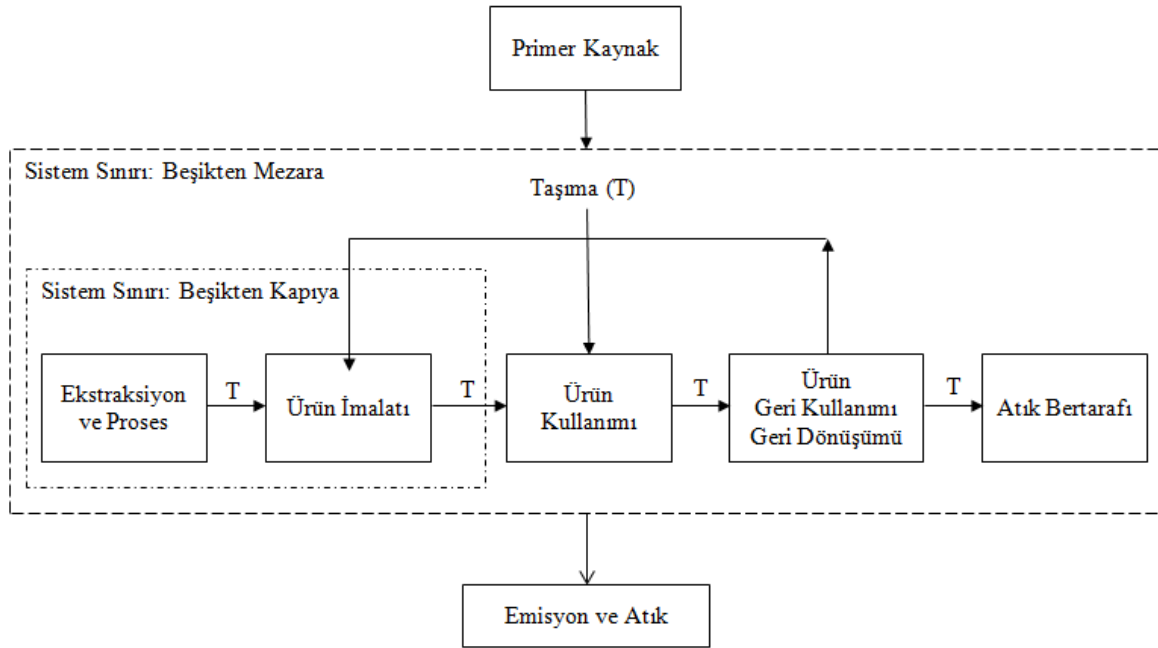 Primer Kaynak
Sistem Sınırı: Beşikten Mezara
Taşıma (T)
Sistem Sınırı: Beşikten Kapıya
Ekstraksiyon
ve Proses
T
Ürün İmalatı
T
Ürün
Kullanımı
T
Ürün
Geri Kullanımı
Geri Dönüşümü
T
Atık Bertarafı
Emisyon ve Atık